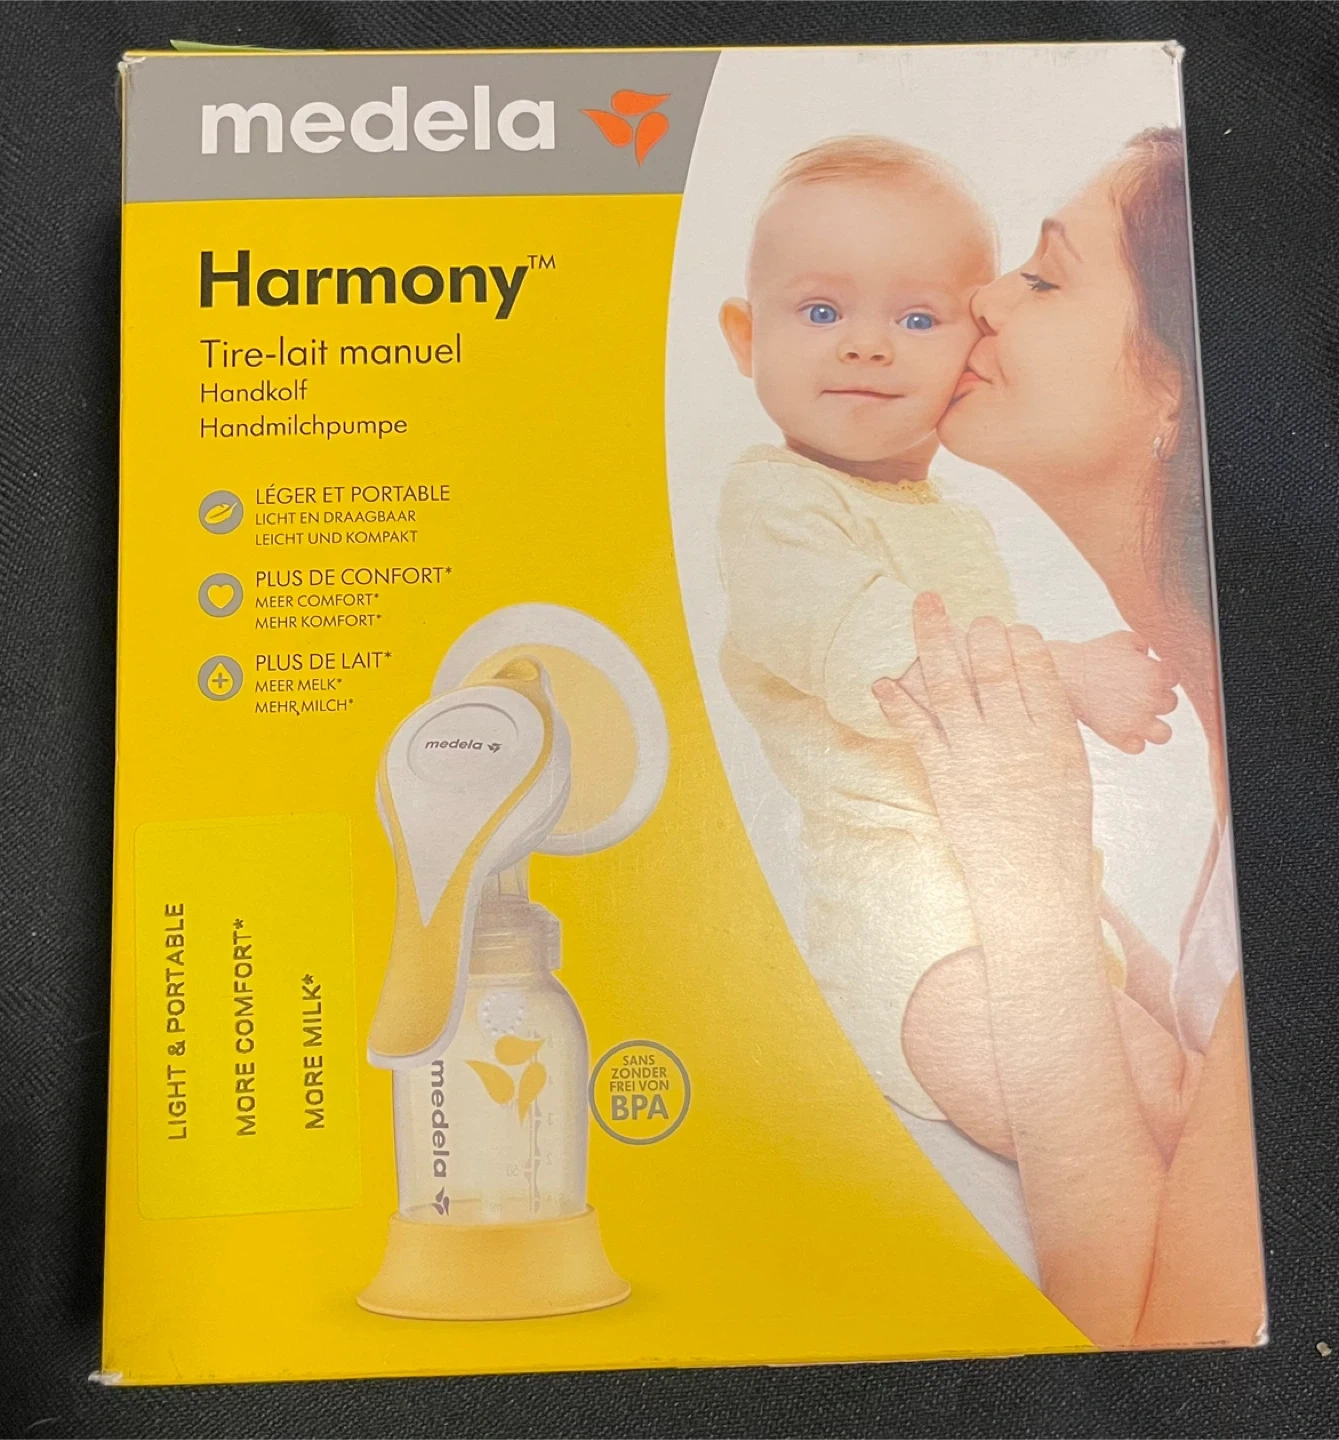 medela
Harmony™
Tire-lait manuel
Handkolf
Handmilchpumpe
LÉGER ET PORTABLE
LICHT EN DRAAGBAAR
LEICHT UND KOMPAKT
PLUS DE CONFORT*
MEER COMFORT*
MEHR KOMFORT*
PLUS DE LAIT*
MEER MELK*
MEHR MILCH*
medela
LIGHT & PORTABLE
MORE COMFORT*
MORE MILK*
medela
SANS
ZONDER
FREI VON
BPA